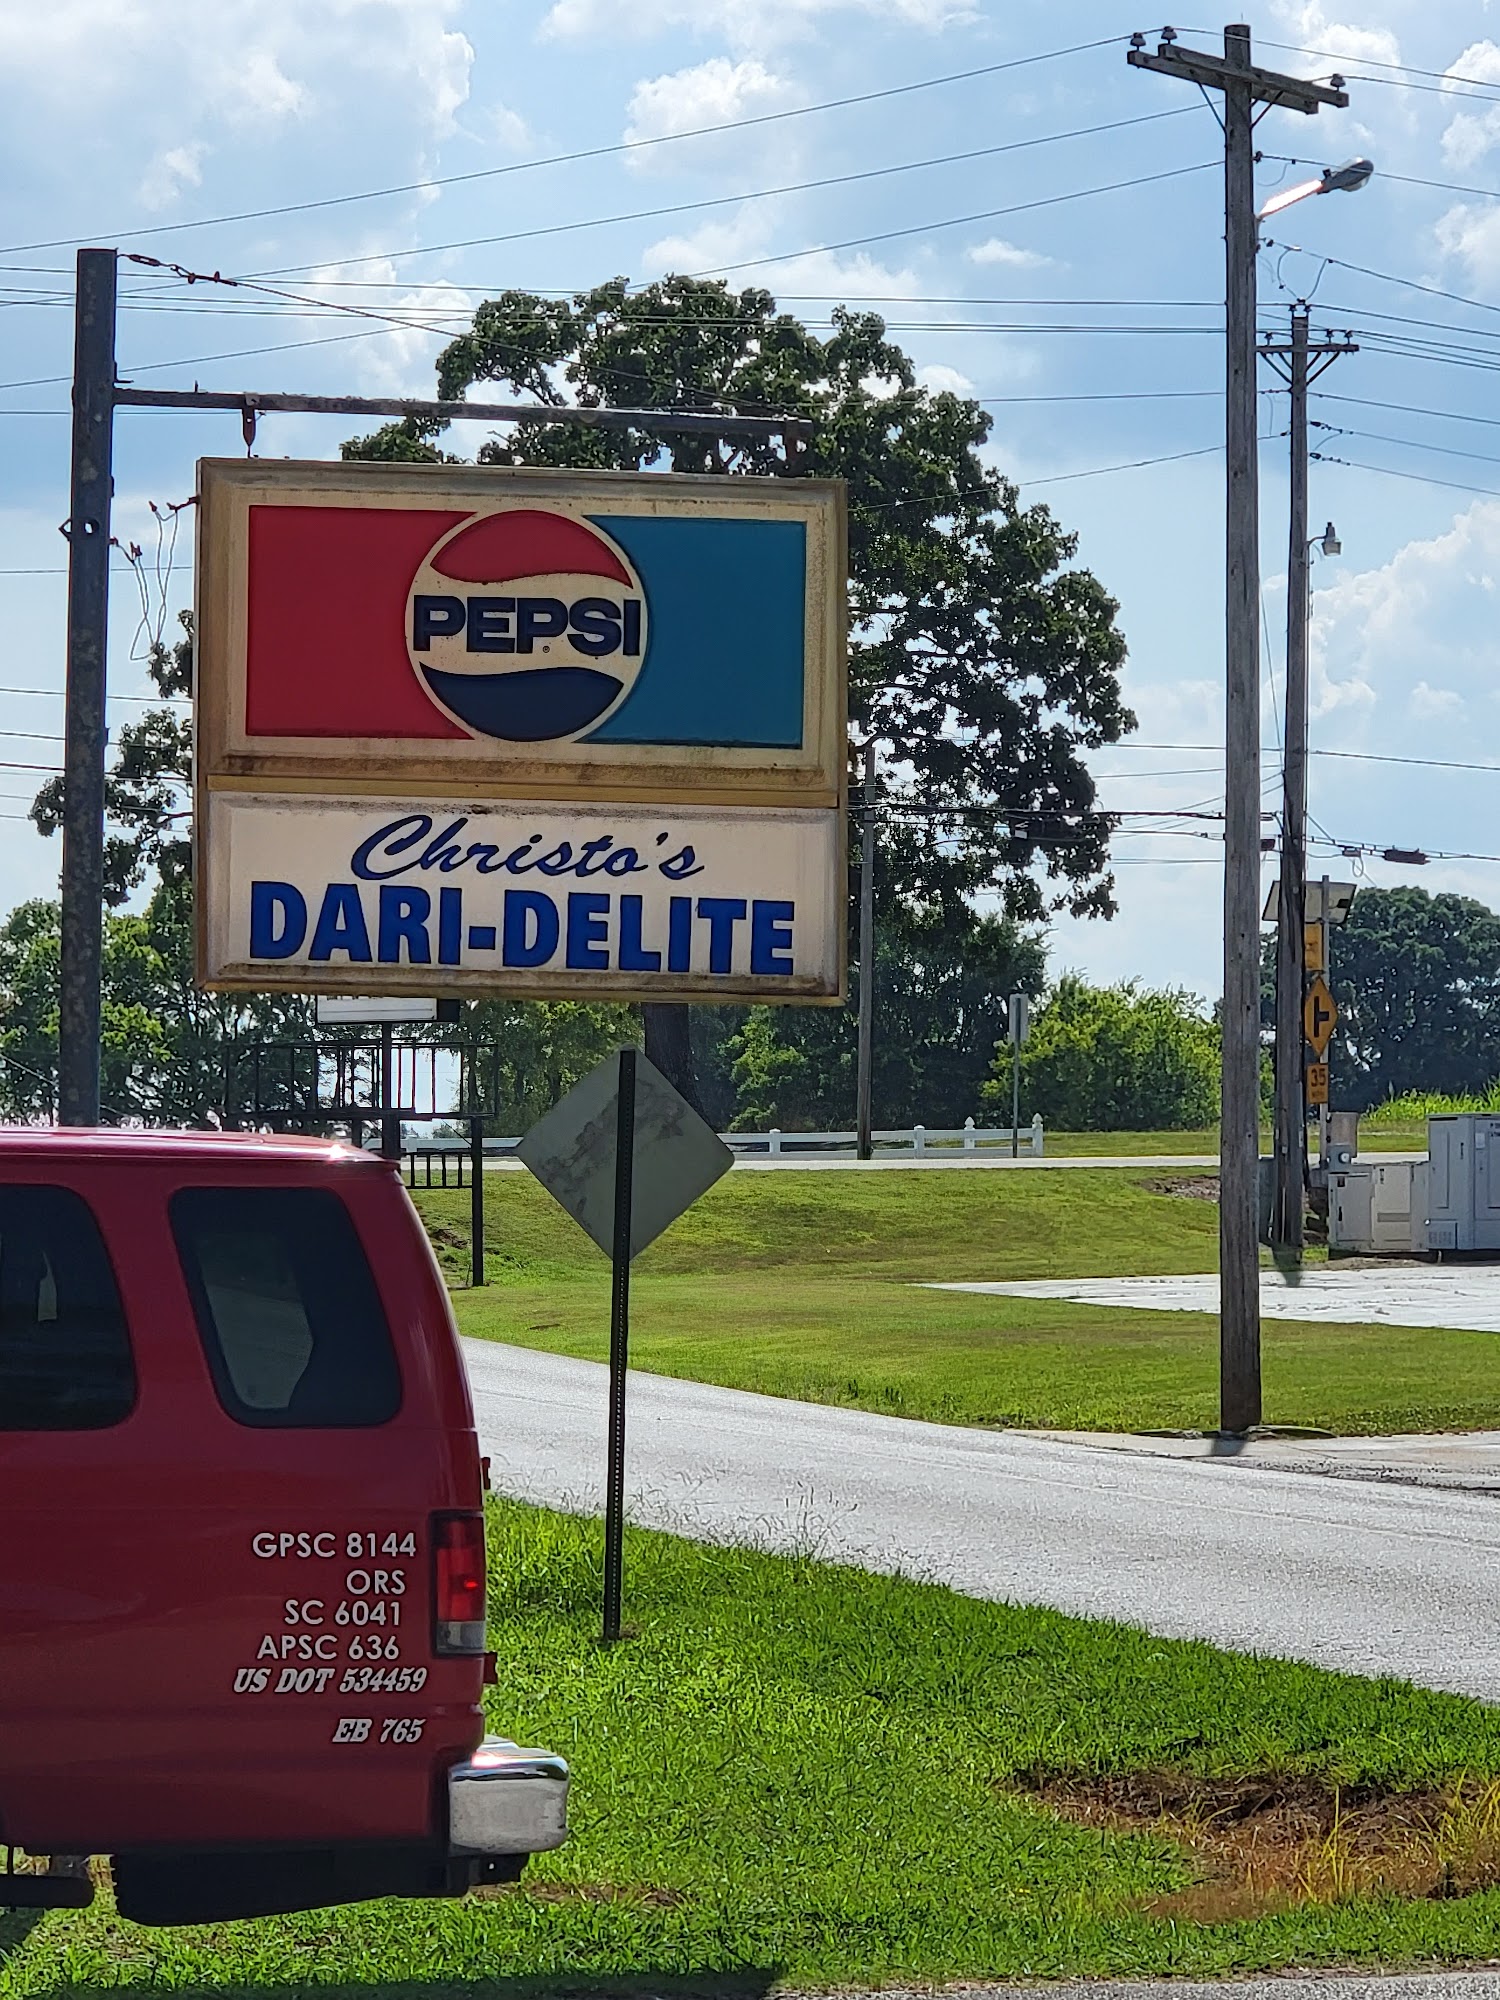 PEPSI
Christo's
DARI-DELITE
35
GPSC 8144
ORS
SC 6041
APSC 636
US DOT 534459
EB 765